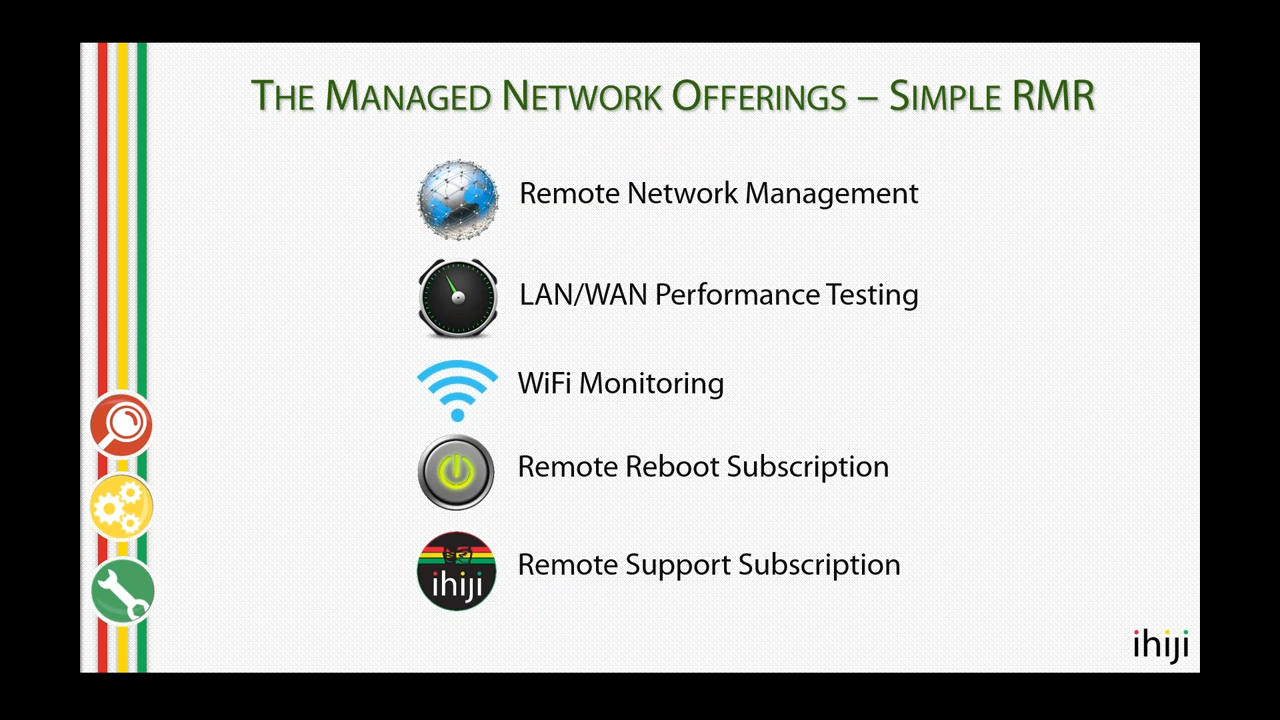 The Managed Network Offerings – Simple RMR
Remote Network Management
LAN/WAN Performance Testing
WiFi Monitoring
Remote Reboot Subscription
ihiji
Remote Support Subscription
ihiji